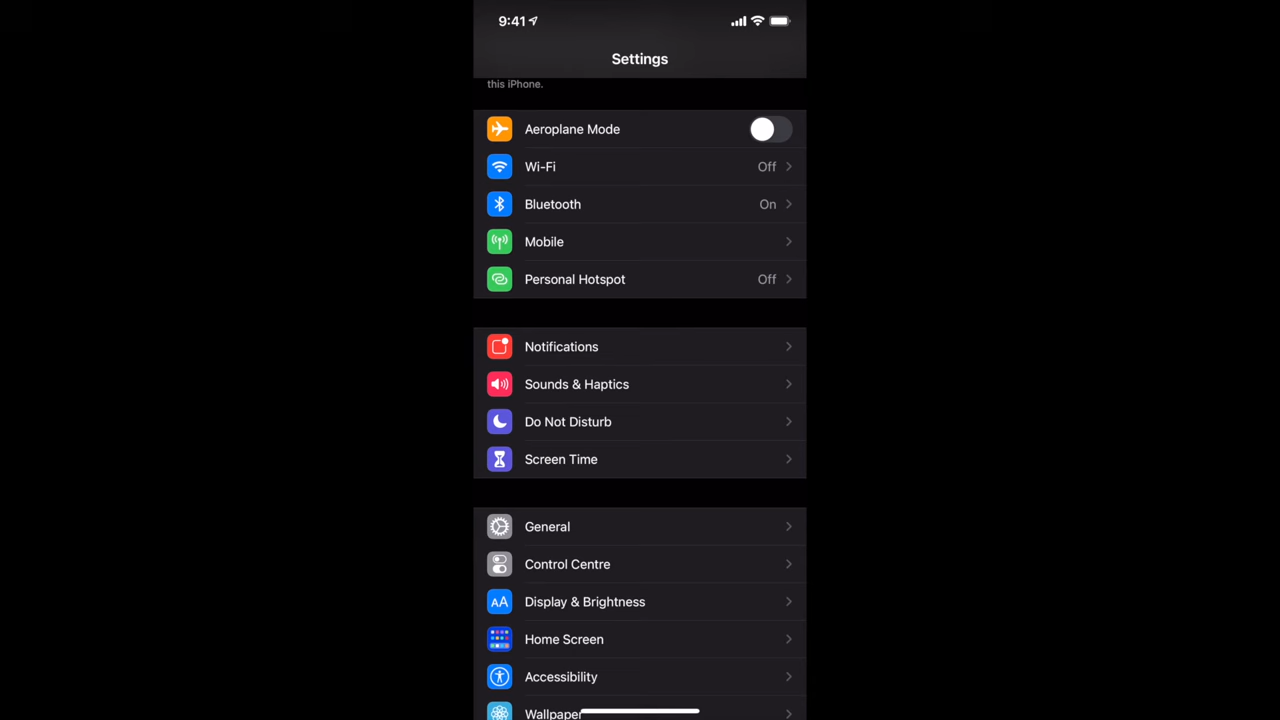 9:41
Settings
this iPhone.
Aeroplane Mode
Wi-Fi Off
Bluetooth On
Mobile
Personal Hotspot Off
Notifications
Sounds & Haptics
Do Not Disturb
Screen Time
General
Control Centre
AA Display & Brightness
Home Screen
Accessibility
Wallpaper